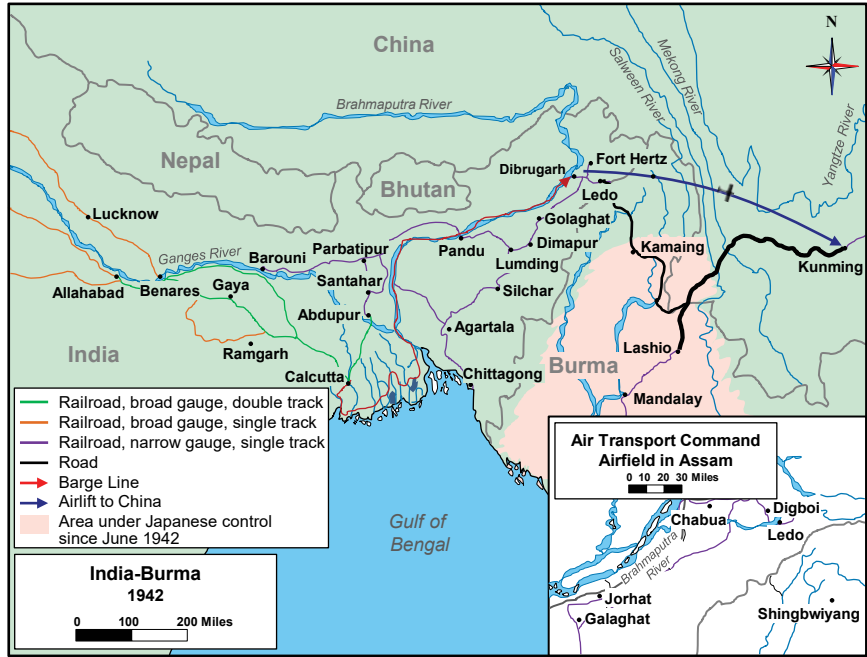 China
N
Salween River
Mekong River
Yangtze River
Brahmaputra River
Nepal
Bhutan
Fort Hertz
Dibrugarh
Ledo
Lucknow
Golaghat
Ganges River
Barouni
Parbatipur
Pandu
Dimapur
Lumding
Kamaing
Kunming
Allahabad
Benares
Gaya
Santahar
Silchar
Abdupur
Agartala
Ramgarh
India
Lashio
Burma
Calcutta
Chittagong
Mandalay
Railroad, broad gauge, double track
Railroad, broad gauge, single track
Railroad, narrow gauge, single track
Road
Barge Line
Airlift to China
Area under Japanese control
since June 1942
Gulf of
Bengal
India-Burma
1942
0 100 200 Miles
Air Transport Command
Airfield in Assam
0 10 20 30 Miles
Digboi
Chabua
Ledo
Brahmaputra
River
Jorhat
Galaghat
Shingbwiyang